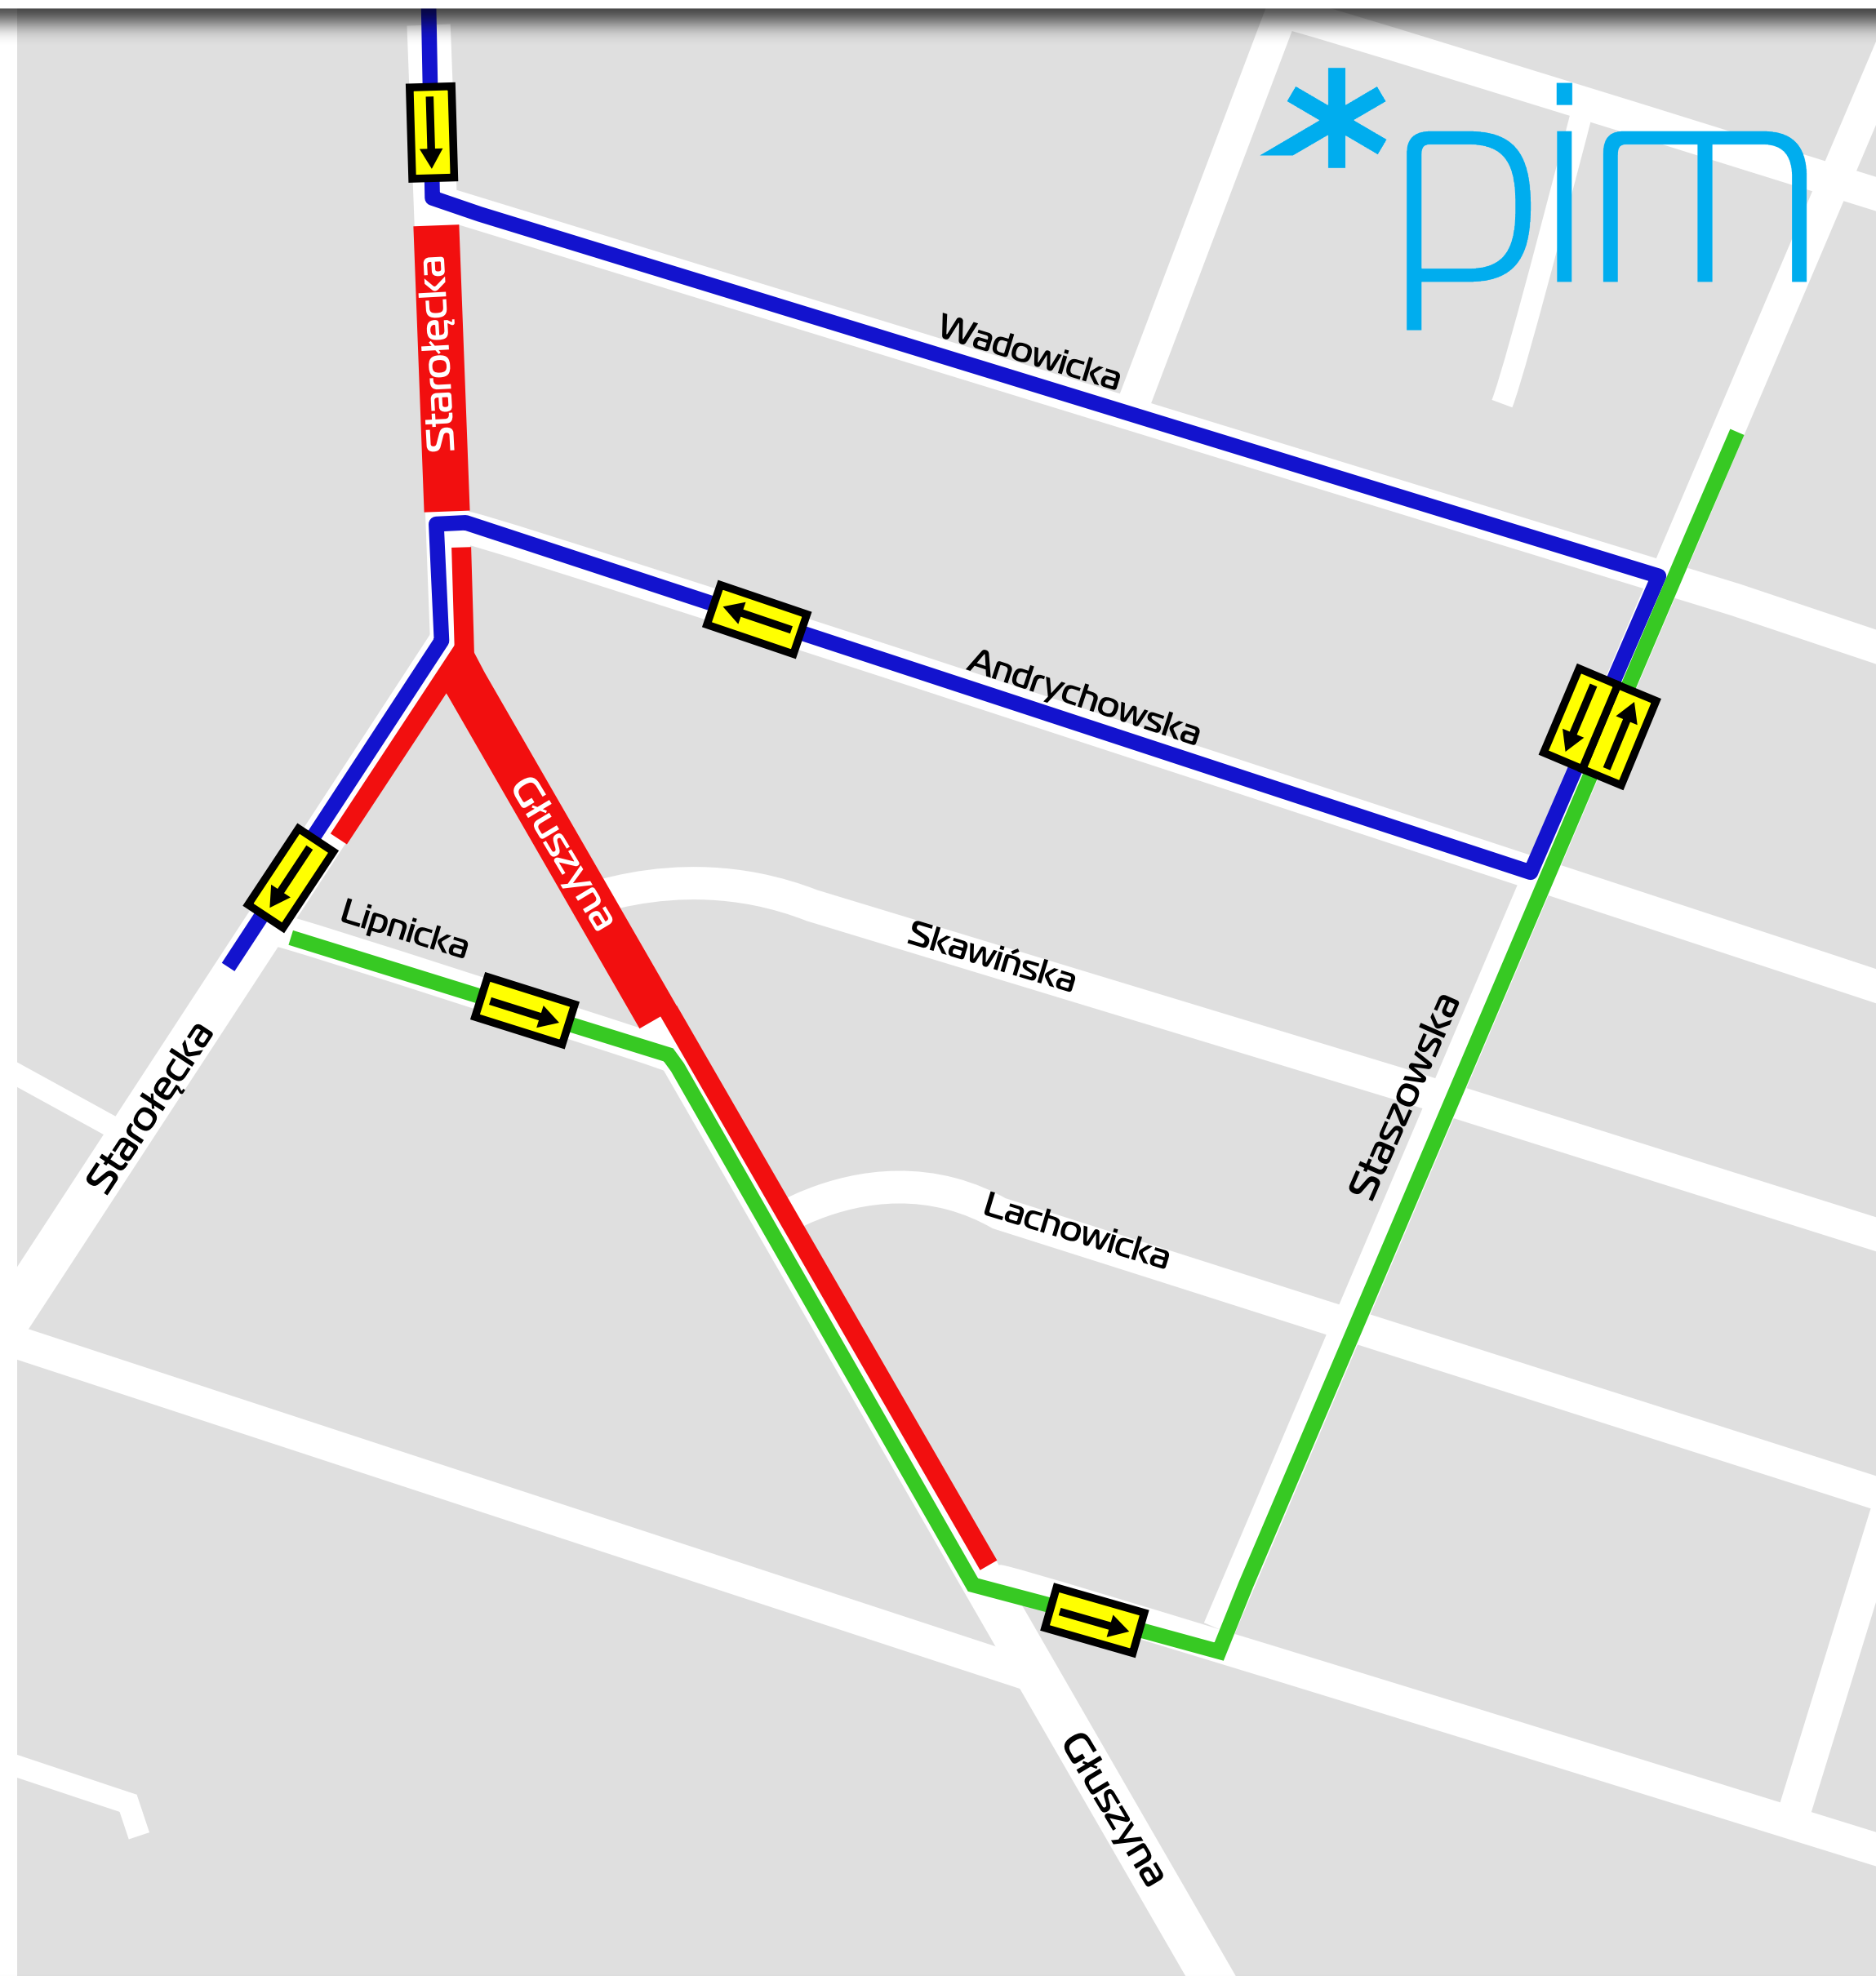 *pim
Starołęcka
Wadowicka
Andrychowska
Głuszyna
Lipnicka
Skawińska
Staszowska
Starołęcka
Lachowicka
Głuszyna